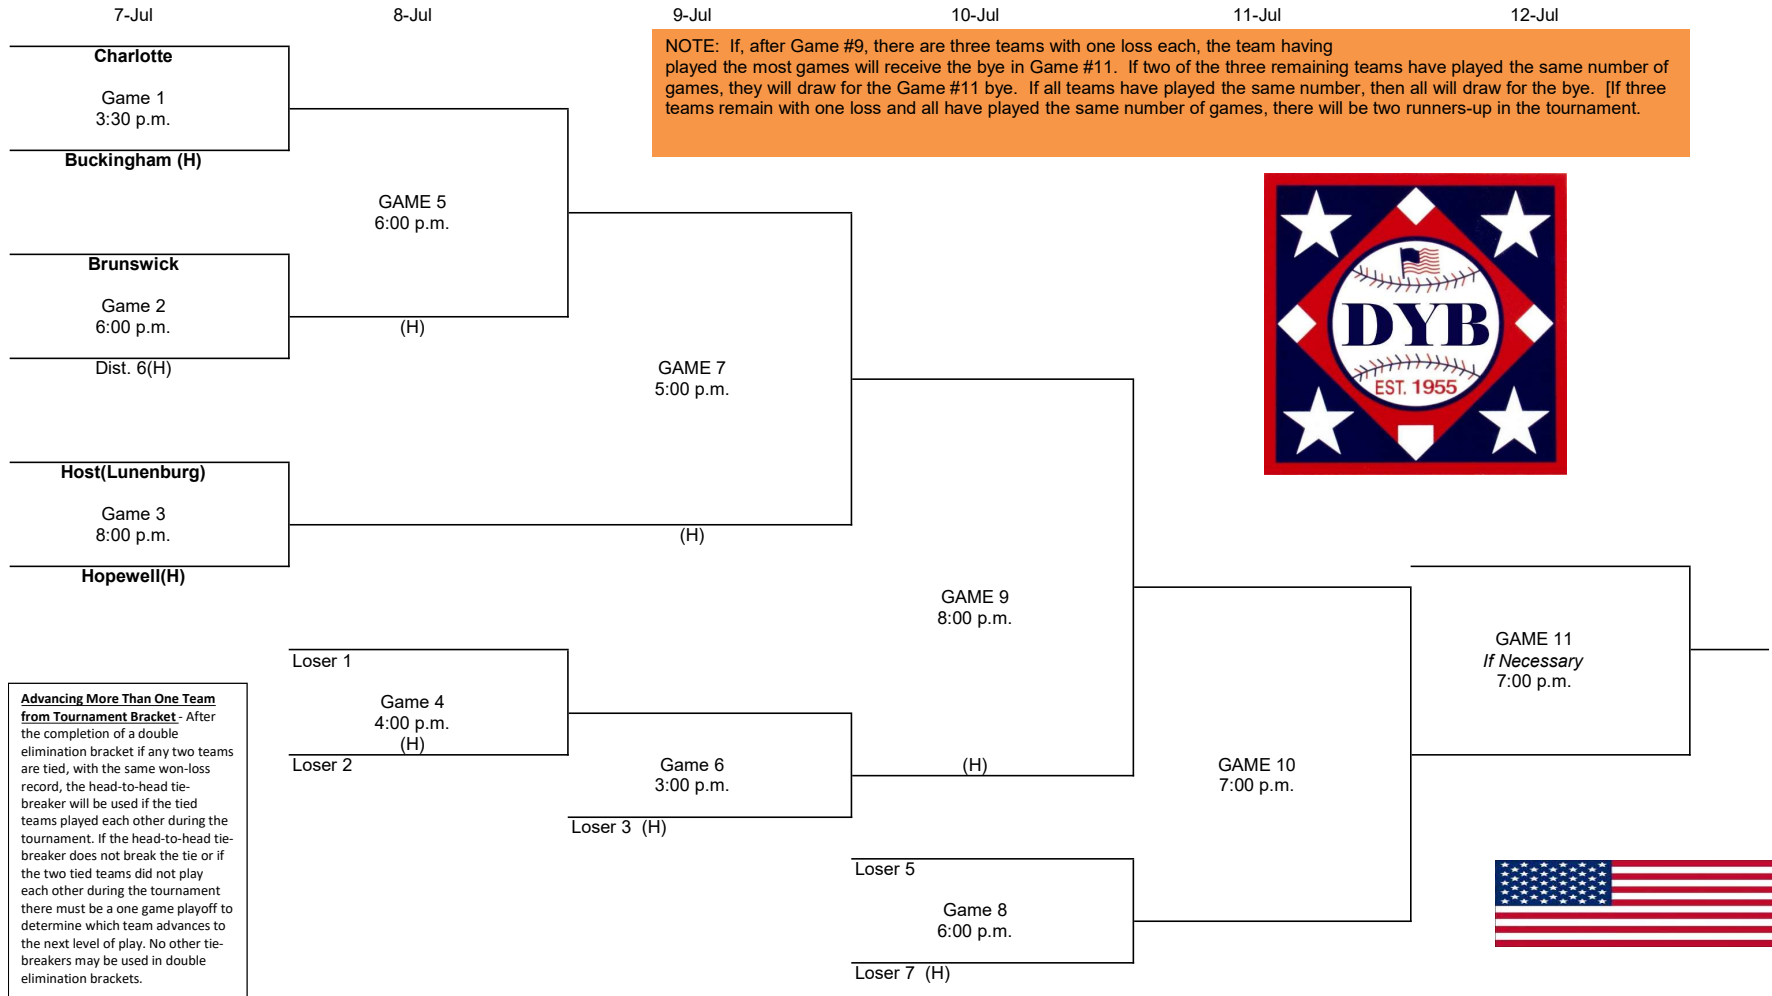 7-Jul 8-Jul 9-Jul 10-Jul 11-Jul 12-Jul
NOTE:  If, after Game #9, there are three teams with one loss each, the team having
played the most games will receive the bye in Game #11.  If two of the three remaining teams have played the same number of
games, they will draw for the Game #11 bye.  If all teams have played the same number, then all will draw for the bye.  [If three
teams remain with one loss and all have played the same number of games, there will be two runners-up in the tournament.
Charlotte
Game 1
3:30 p.m.
Buckingham (H)
GAME 5
6:00 p.m.
(H)
Brunswick
Game 2
6:00 p.m.
Dist. 6(H)
GAME 7
5:00 p.m.
(H)
Host(Lunenburg)
Game 3
8:00 p.m.
Hopewell(H)
DYB
EST. 1955
GAME 9
8:00 p.m.
(H)
GAME 11
If Necessary
7:00 p.m.
Loser 1
Game 4
4:00 p.m.
(H)
Loser 2
Game 6
3:00 p.m.
Loser 3  (H)
GAME 10
7:00 p.m.
Loser 5
Game 8
6:00 p.m.
Loser 7  (H)
Advancing More Than One Team
from Tournament Bracket - After
the completion of a double
elimination bracket if any two teams
are tied, with the same won-loss
record, the head-to-head tie-
breaker will be used if the tied
teams played each other during the
tournament. If the head-to-head tie-
breaker does not break the tie or if
the two tied teams did not play
each other during the tournament
there must be a one game playoff to
determine which team advances to
the next level of play. No other tie-
breakers may be used in double
elimination brackets.